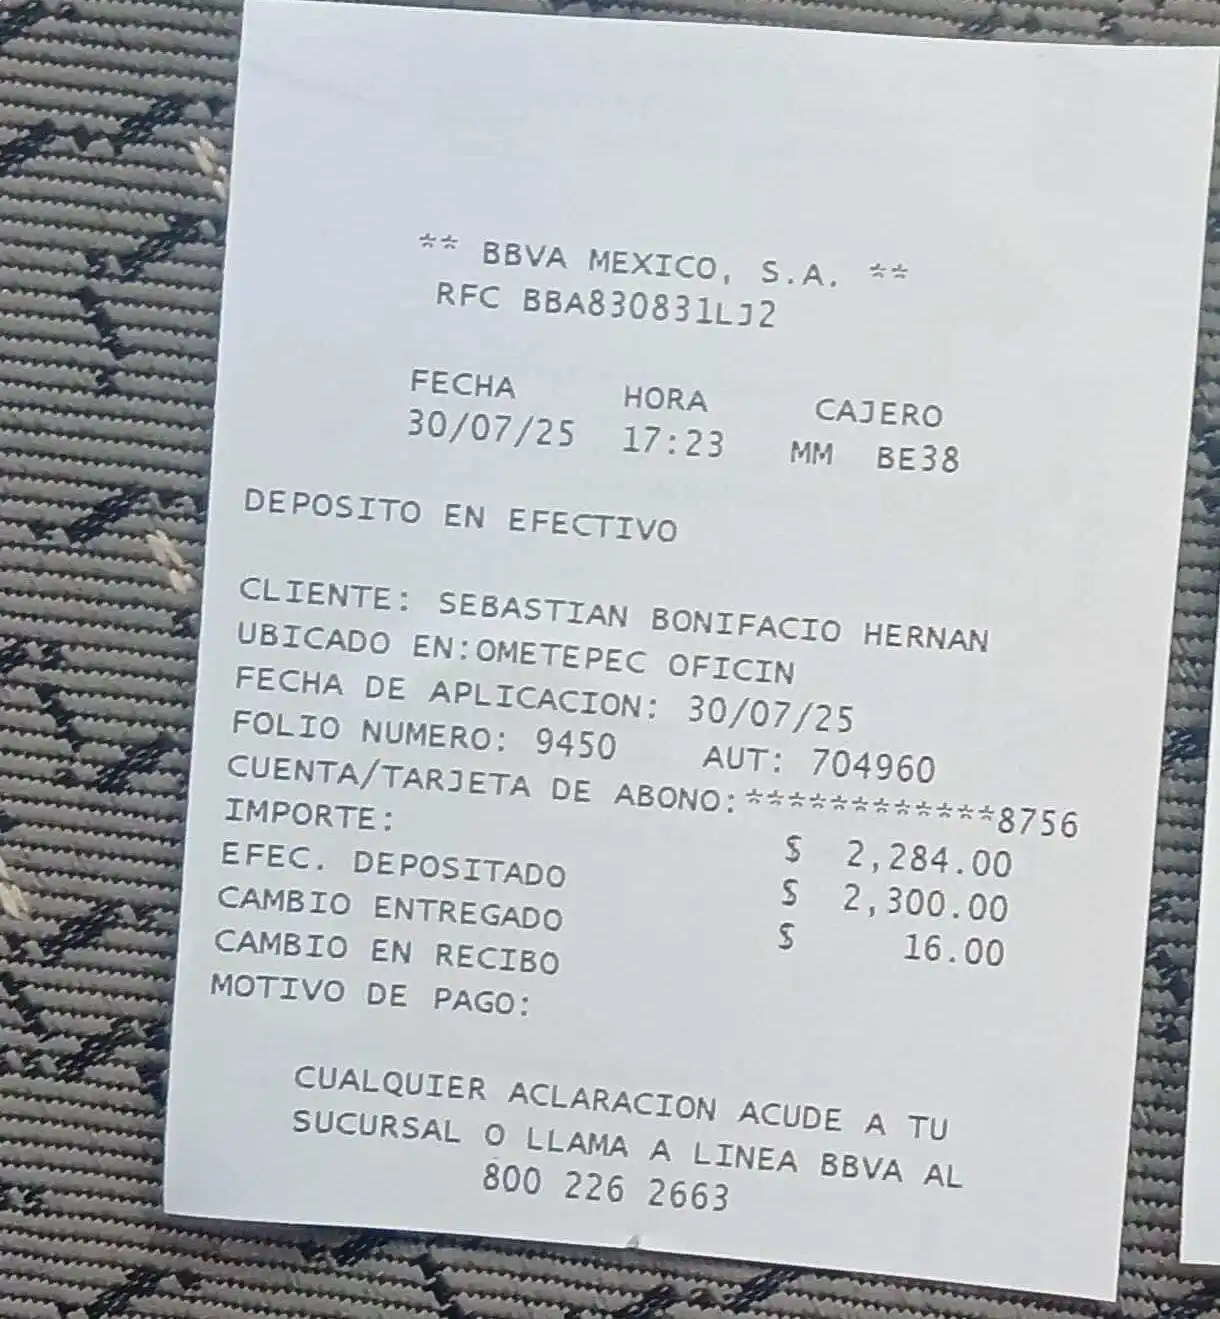 ** BBVA MEXICO, S.A. **
RFC BBA830831LJ2
FECHA HORA CAJERO
30/07/25 17:23 MM BE38
DEPOSITO EN EFECTIVO
CLIENTE: SEBASTIAN BONIFACIO HERNAN
UBICADO EN:OMETEPEC OFICIN
FECHA DE APLICACION: 30/07/25
FOLIO NUMERO: 9450 AUT: 704960
CUENTA/TARJETA DE ABONO:************8756
IMPORTE: $ 2,284.00
EFEC. DEPOSITADO $ 2,300.00
CAMBIO ENTREGADO $ 16.00
CAMBIO EN RECIBO
MOTIVO DE PAGO:
CUALQUIER ACLARACION ACUDE A TU
SUCURSAL O LLAMA A LINEA BBVA AL
800 226 2663